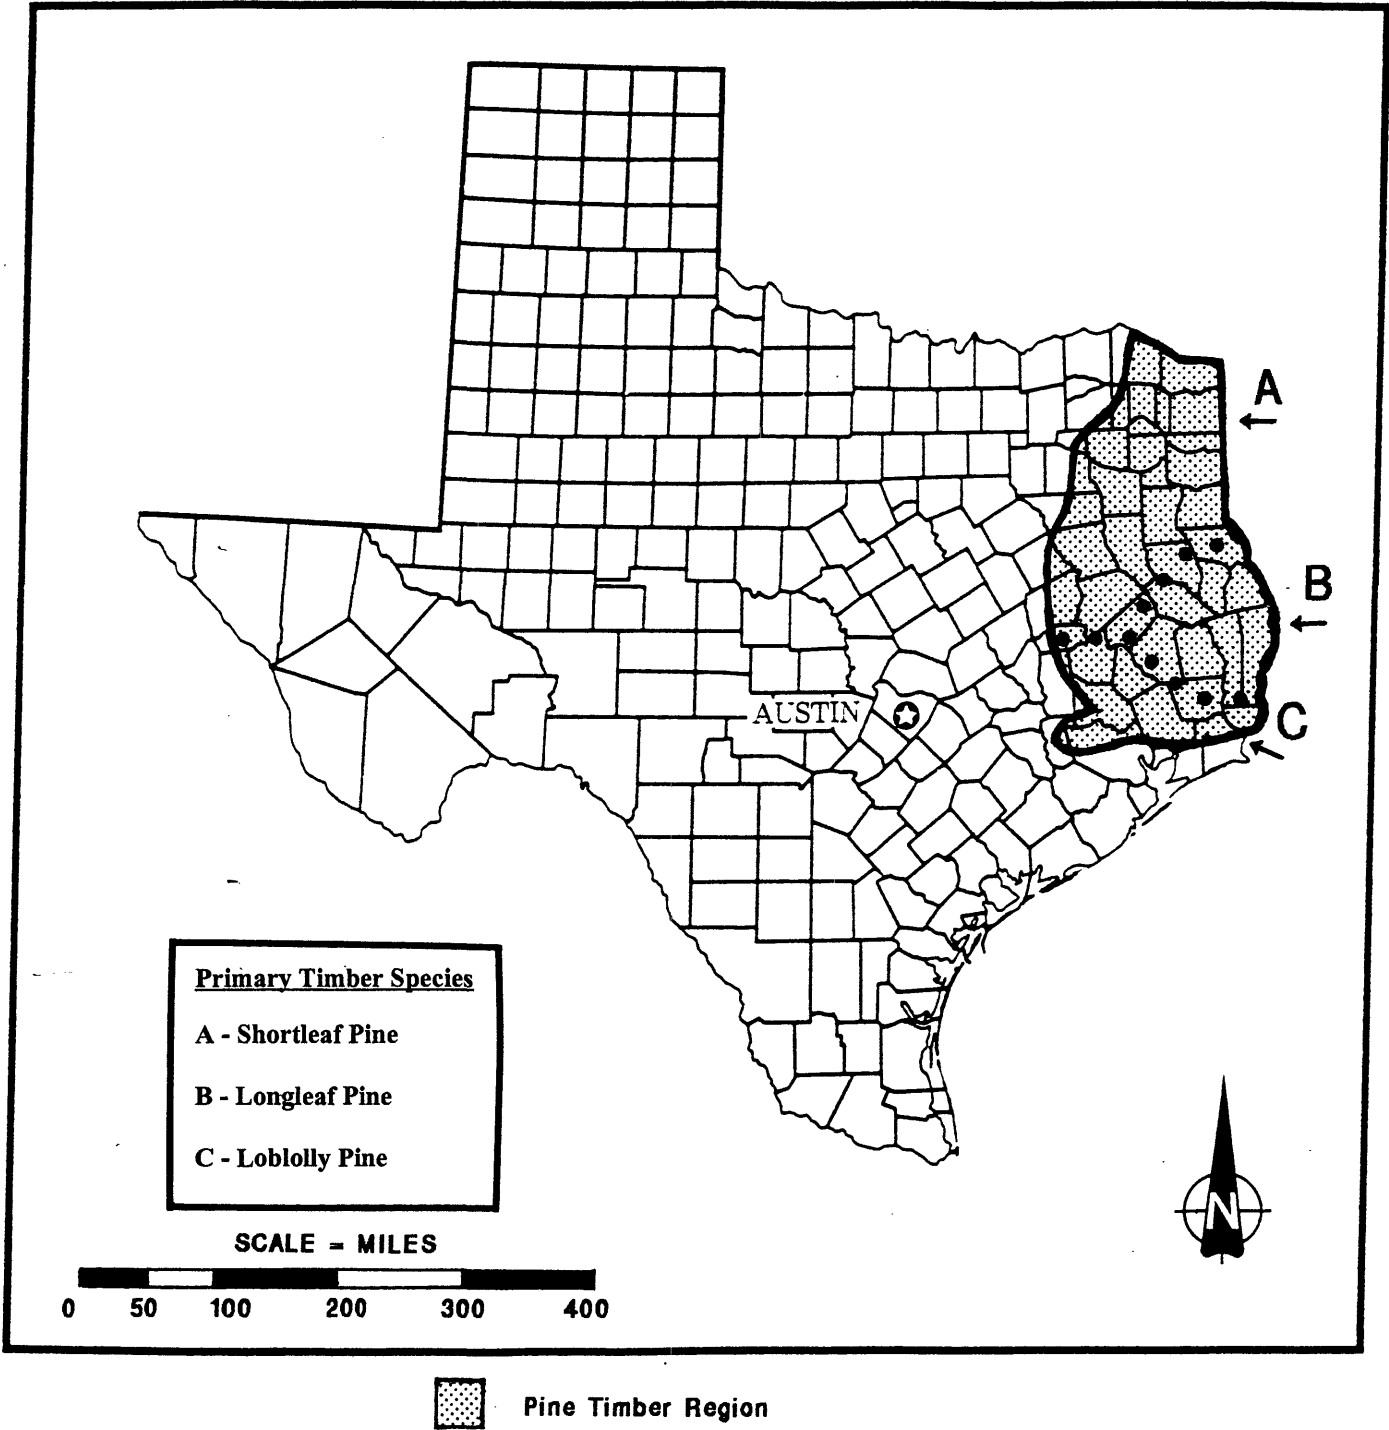 A
B
AUSTIN
C
Primary Timber Species
A - Shortleaf Pine
B - Longleaf Pine
C - Loblolly Pine
N
SCALE = MILES
0 50 100 200 300 400
Pine Timber Region